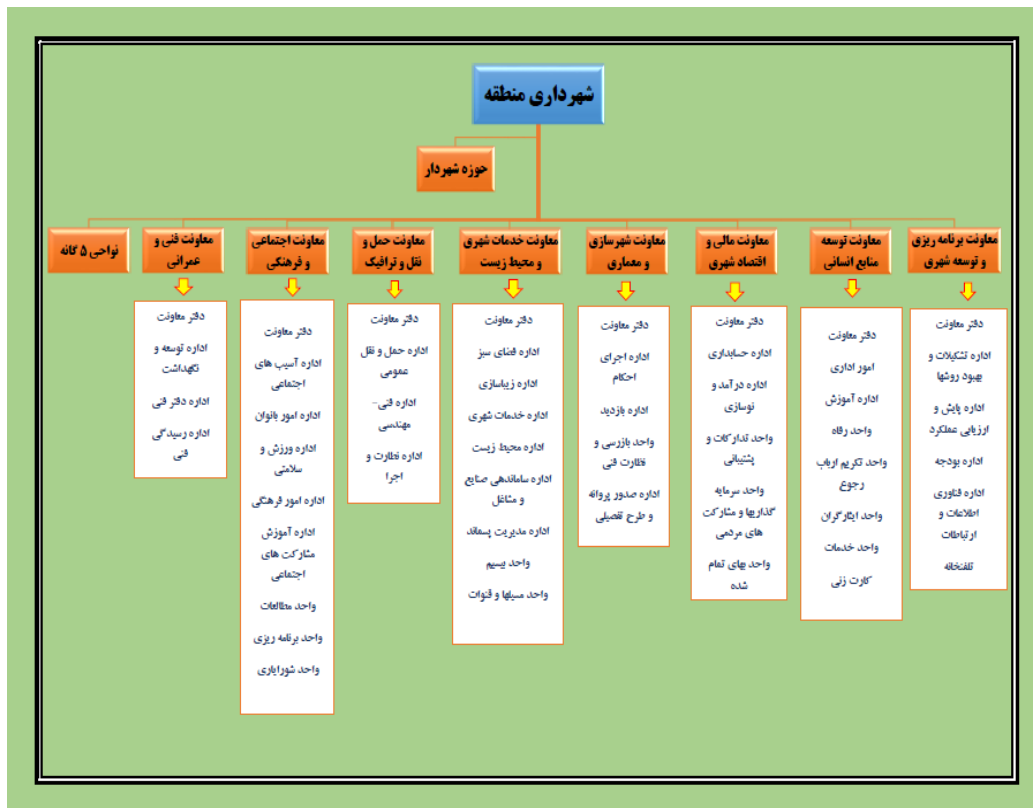 شهرداری منطقه
حوزه شهردار
معاونت برنامه ریزی
و توسعه شهری
دفتر معاونت
اداره تشکیلات و
بهبود روشها
اداره پایش و
ارزیابی عملکرد
اداره بودجه
اداره فناوری
اطلاعات و
ارتباطات
تلفنخانه
معاونت توسعه
منابع انسانی
دفتر معاونت
امور اداری
اداره آموزش
واحد رفاه
واحد تکریم ارباب
رجوع
واحد ایثارگران
واحد خدمات
کارت زنی
معاونت مالی و
اقتصاد شهری
دفتر معاونت
اداره حسابداری
اداره درآمد و
نوسازی
واحد تدارکات و
پشتیبانی
واحد سرمایه
گذاریها و مشارکت
های مردمی
واحد بهای تمام
شده
معاونت شهرسازی
و معماری
دفتر معاونت
اداره اجرای
احکام
اداره بازدید
واحد بازرسی و
نظارت فنی
اداره صدور پروانه
و طرح تفصیلی
معاونت خدمات شهری
و محیط زیست
دفتر معاونت
اداره فضای سبز
اداره زیباسازی
اداره خدمات شهری
اداره محیط زیست
اداره ساماندهی صنایع
و مشاغل
اداره مدیریت پسماند
واحد بیسیم
واحد مسیلها و قنوات
معاونت حمل و
نقل و ترافیک
دفتر معاونت
اداره حمل و نقل
عمومی
اداره فنی-
مهندسی
اداره نظارت و
اجرا
معاونت اجتماعی
و فرهنگی
دفتر معاونت
اداره آسیب های
اجتماعی
اداره امور بانوان
اداره ورزش و
سلامتی
اداره امور فرهنگی
اداره آموزش
مشارکت های
اجتماعی
واحد مطالعات
واحد برنامه ریزی
واحد شورایاری
معاونت فنی و
عمرانی
دفتر معاونت
اداره توسعه و
نگهداشت
اداره دفتر فنی
اداره رسیدگی
فنی
نواحی ۵ گانه